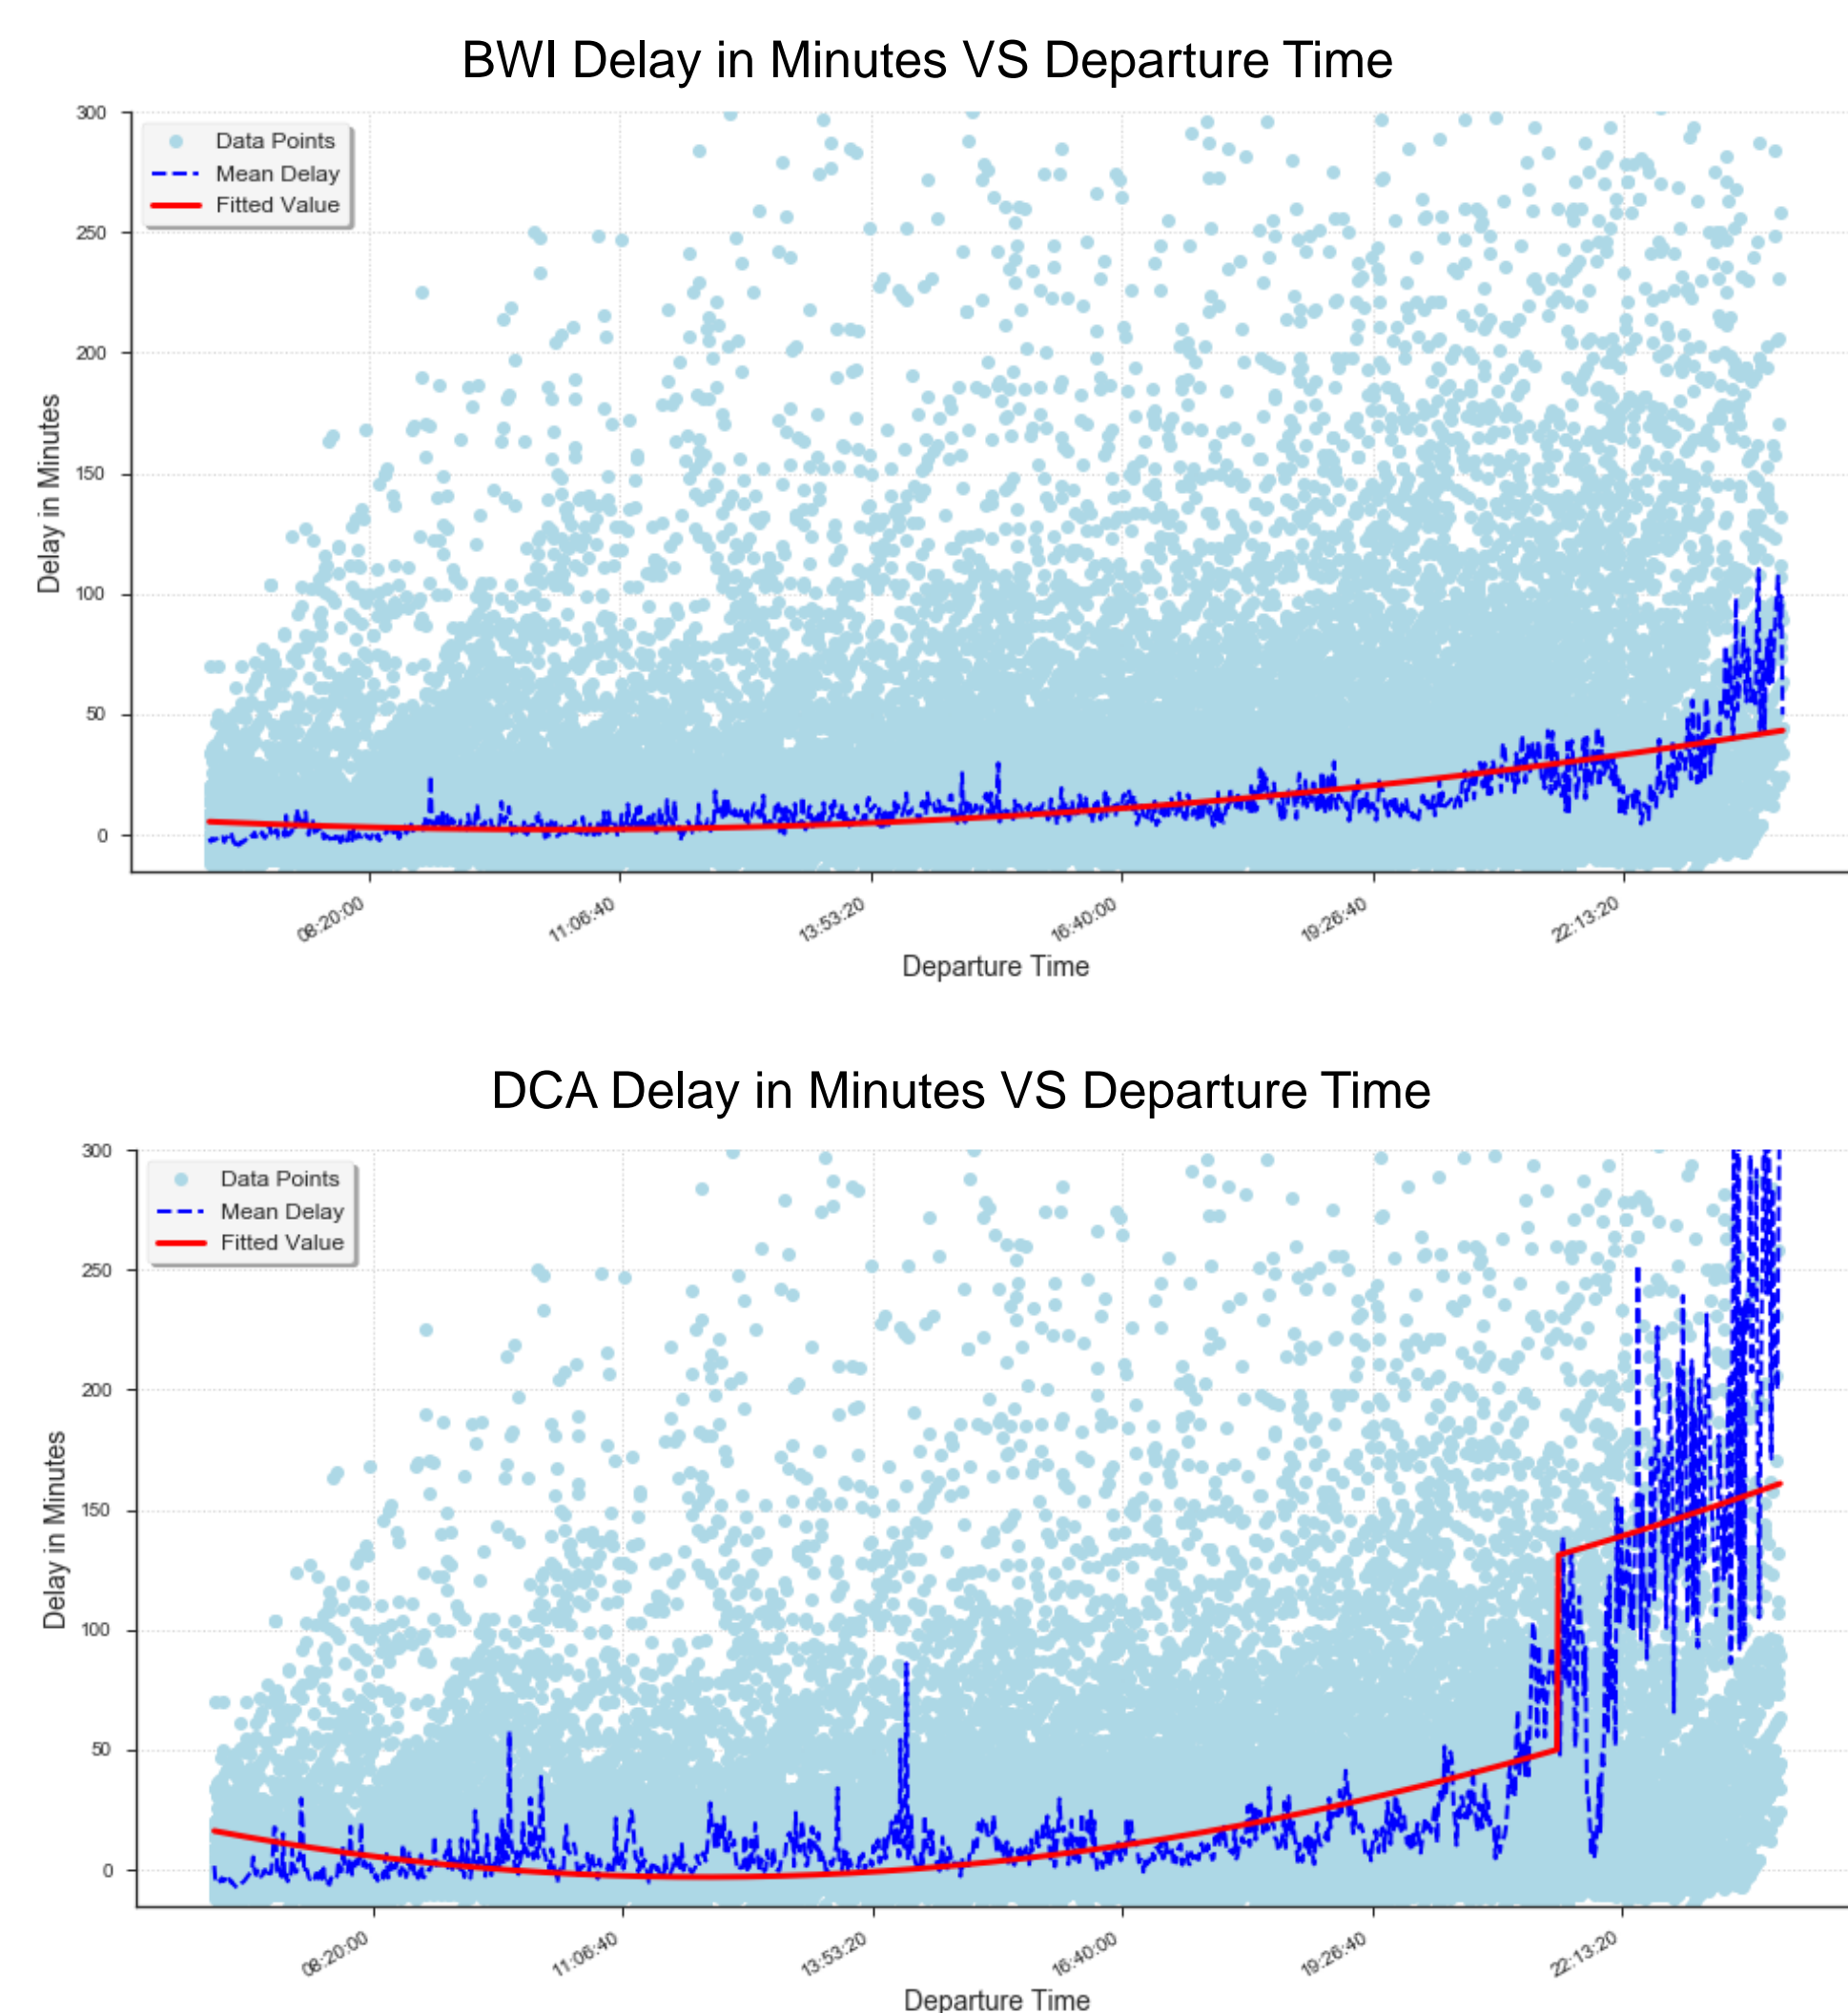 BWI Delay in Minutes VS Departure Time
300
250
200
150
100
50
0
Delay in Minutes
Data Points
Mean Delay
Fitted Value
08:20:00
11:06:40
13:53:20
16:40:00
19:26:40
22:13:20
Departure Time
DCA Delay in Minutes VS Departure Time
300
250
200
150
100
50
0
Delay in Minutes
Data Points
Mean Delay
Fitted Value
08:20:00
11:06:40
13:53:20
16:40:00
19:26:40
22:13:20
Departure Time